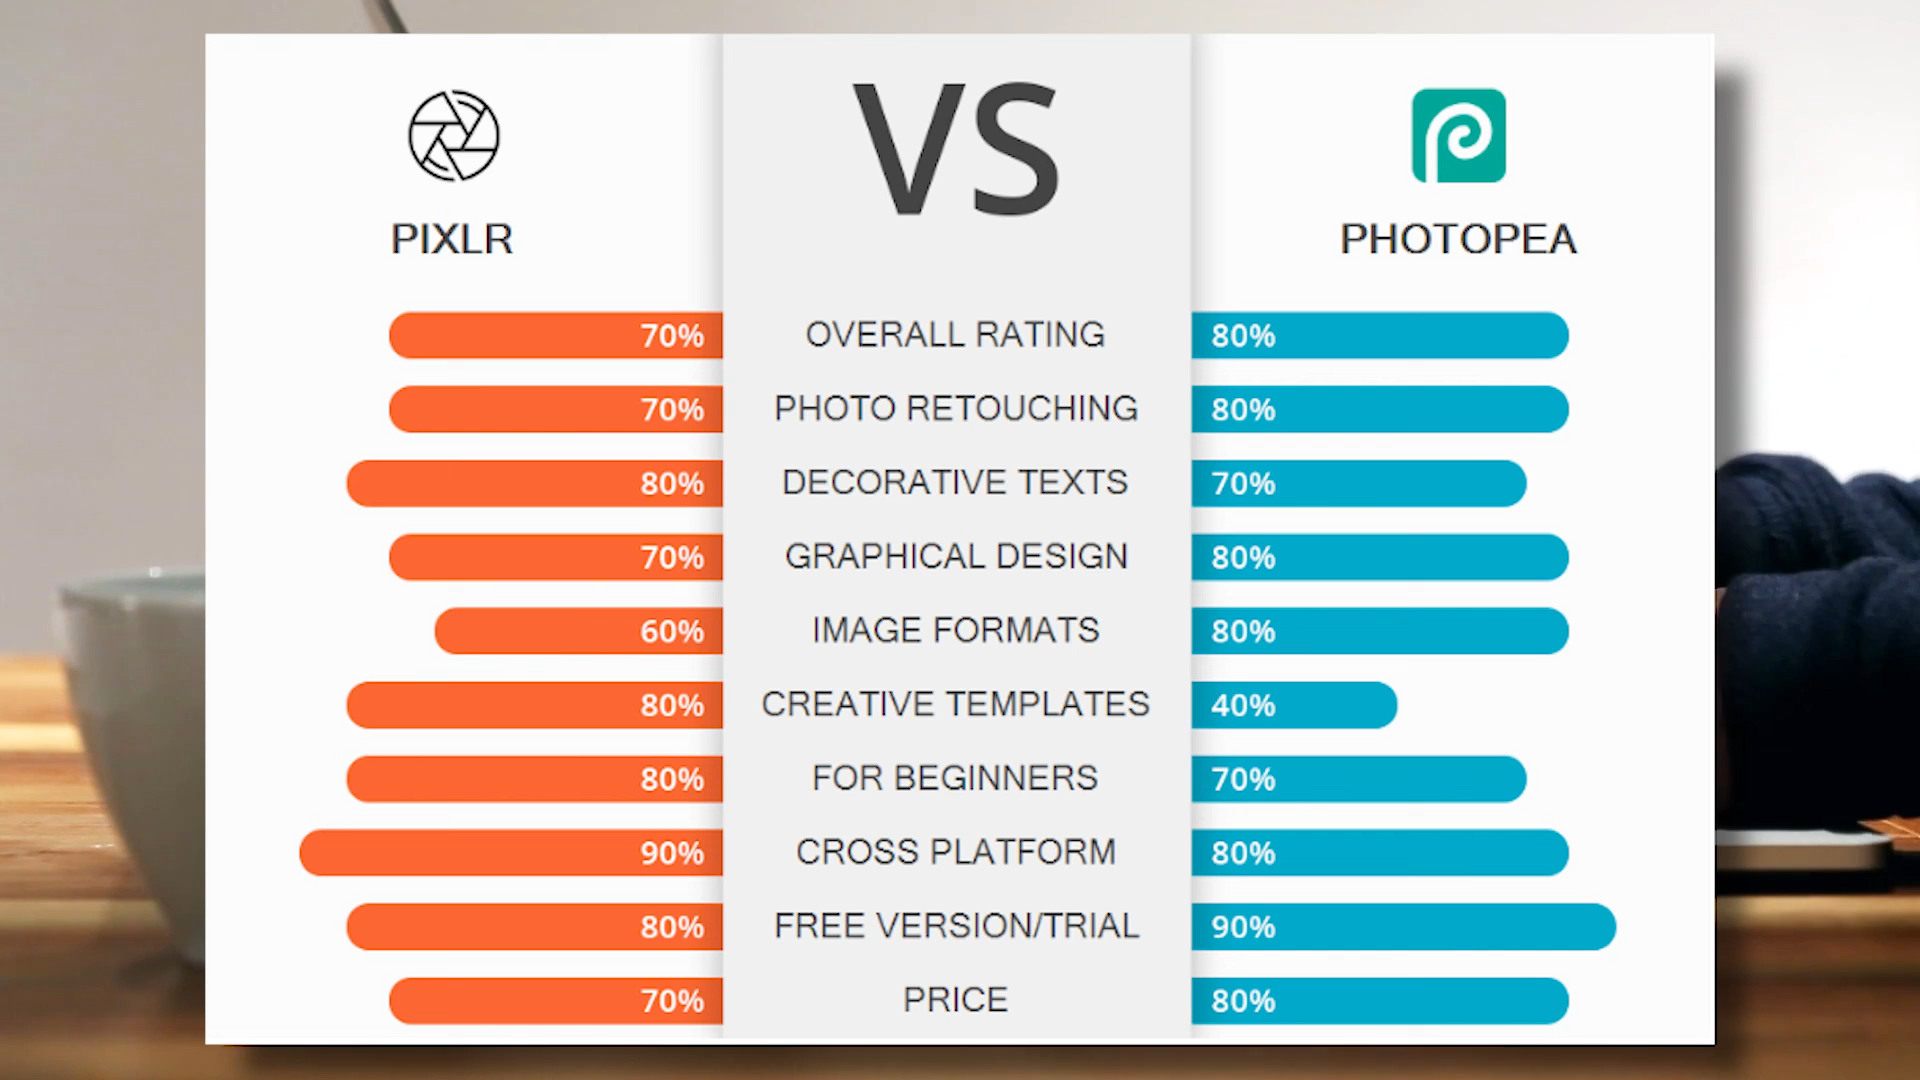 VS
PIXLR
PHOTOPEA
70% OVERALL RATING 80%
70% PHOTO RETOUCHING 80%
80% DECORATIVE TEXTS 70%
70% GRAPHICAL DESIGN 80%
60% IMAGE FORMATS 80%
80% CREATIVE TEMPLATES 40%
80% FOR BEGINNERS 70%
90% CROSS PLATFORM 80%
80% FREE VERSION/TRIAL 90%
70% PRICE 80%